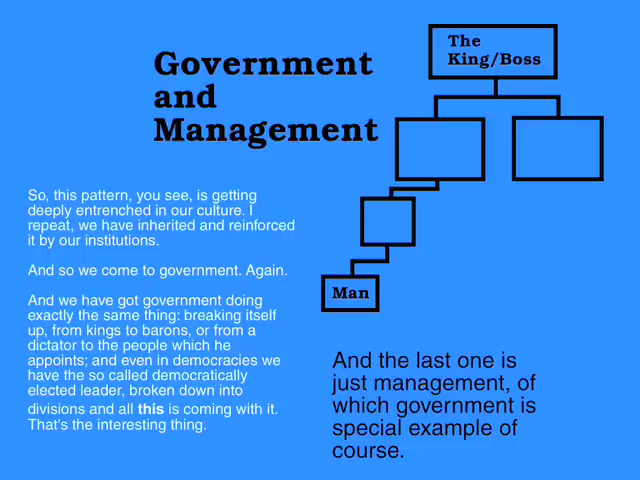 Government
and
Management
The
King/Boss
So, this pattern, you see, is getting
deeply entrenched in our culture. I
repeat, we have inherited and reinforced
it by our institutions.
And so we come to government. Again.
And we have got government doing
exactly the same thing: breaking itself
up, from kings to barons, or from a
dictator to the people which he
appoints; and even in democracies we
have the so called democratically
elected leader, broken down into
divisions and all this is coming with it.
That's the interesting thing.
Man
And the last one is
just management, of
which government is
special example of
course.